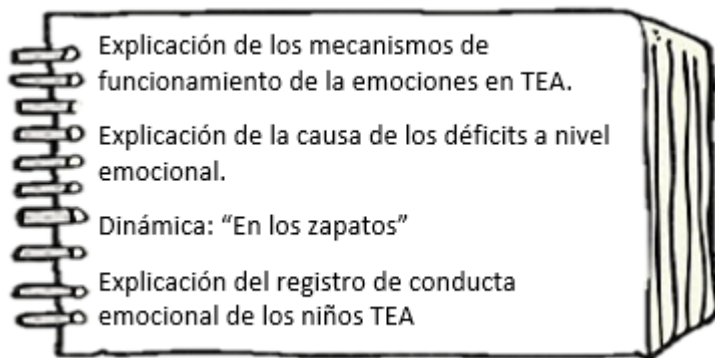 Explicación de los mecanismos de
funcionamiento de la emociones en TEA.
Explicación de la causa de los déficits a nivel
emocional.
Dinámica: “En los zapatos”
Explicación del registro de conducta
emocional de los niños TEA